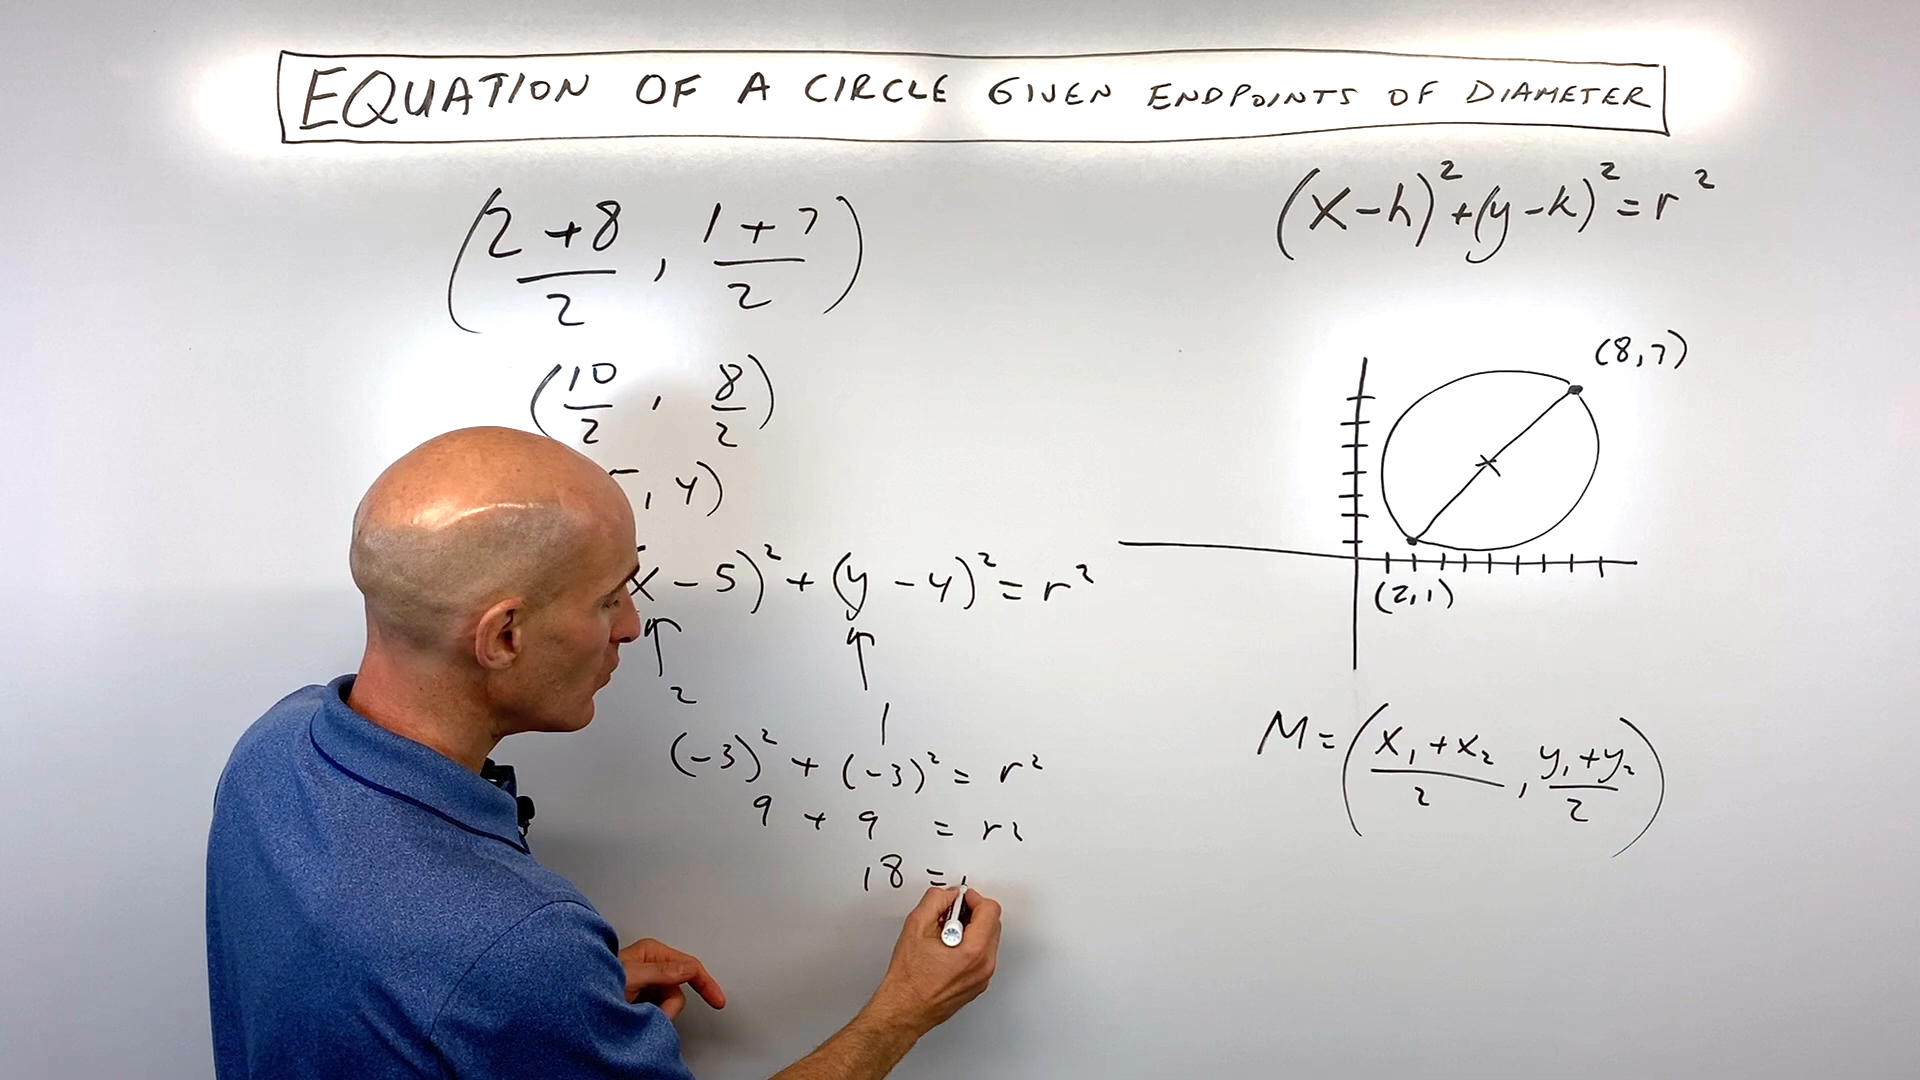 EQUATION OF A CIRCLE GIVEN ENDPOINTS OF DIAMETER
(x-h)²+(y-k)²=r²
(2+8/2, 1+7/2)
(10/2, 8/2)
, 4)
x-5)²+(y-4)²=r²
2
1
(-3)²+(-3)²=r²
9+9=r²
18=
(8,7)
(2,1)
M=(x₁+x₂/2, y₁+y₂/2)